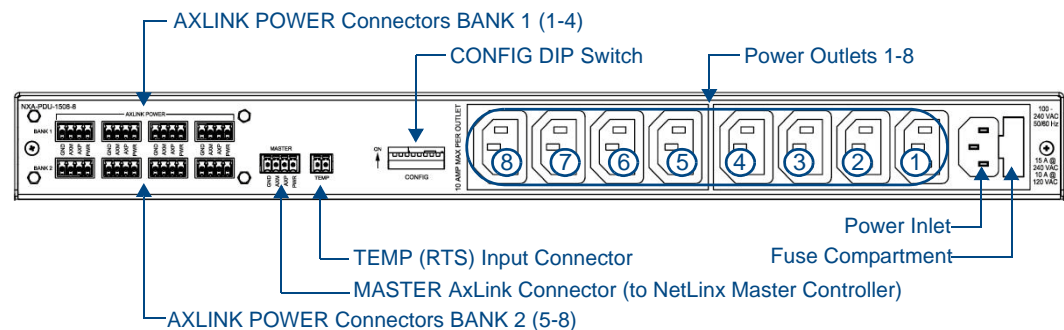 AXLINK POWER Connectors BANK 1 (1-4)
CONFIG DIP Switch
Power Outlets 1-8
NXA-PDU-1508-8
AXLINK POWER
BANK 1
GND AXM AXP PWR GND AXM AXP PWR GND AXM AXP PWR GND AXM AXP PWR
BANK 2
MASTER
GND AXM AXP PWR
TEMP
ON
CONFIG
10 AMP MAX PER OUTLET
8 7 6 5 4 3 2 1
100 -
240 VAC
50/60 Hz
15 A @
240 VAC
10 A @
120 VAC
Power Inlet
Fuse Compartment
TEMP (RTS) Input Connector
MASTER AxLink Connector (to NetLinx Master Controller)
AXLINK POWER Connectors BANK 2 (5-8)